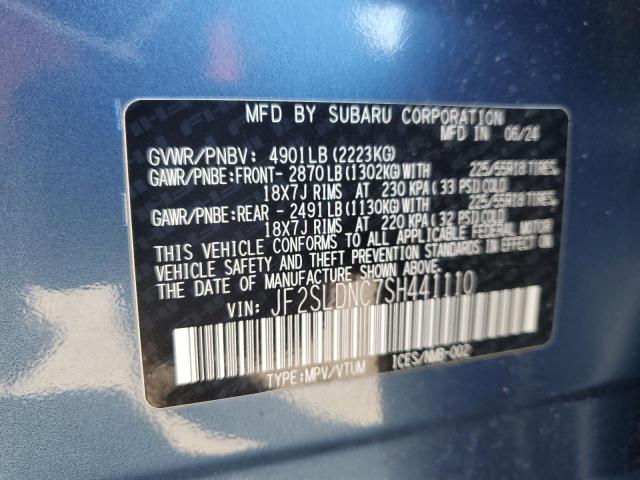 MFD BY SUBARU CORPORATION
MFD IN 06/24
GVWR/PNBV: 4901LB (2223KG)
GAWR/PNBE:FRONT- 2870LB (1302KG) WITH 225/55R18 TIRES,
18X7J RIMS AT 230 KPA (33 PSI) COLD
GAWR/PNBE:REAR - 2491LB (1130KG) WITH 225/55R18 TIRES,
18X7J RIMS AT 220 KPA (32 PSI) COLD
THIS VEHICLE CONFORMS TO ALL APPLICABLE FEDERAL MOTOR
VEHICLE SAFETY AND THEFT PREVENTION STANDARDS IN EFFECT
ON THE DATE OF MANUFACTURE SHOWN ABOVE.
VIN: JF2SLDNC7SH441110
TYPE:MPV/VTUM ICES/NMB-002